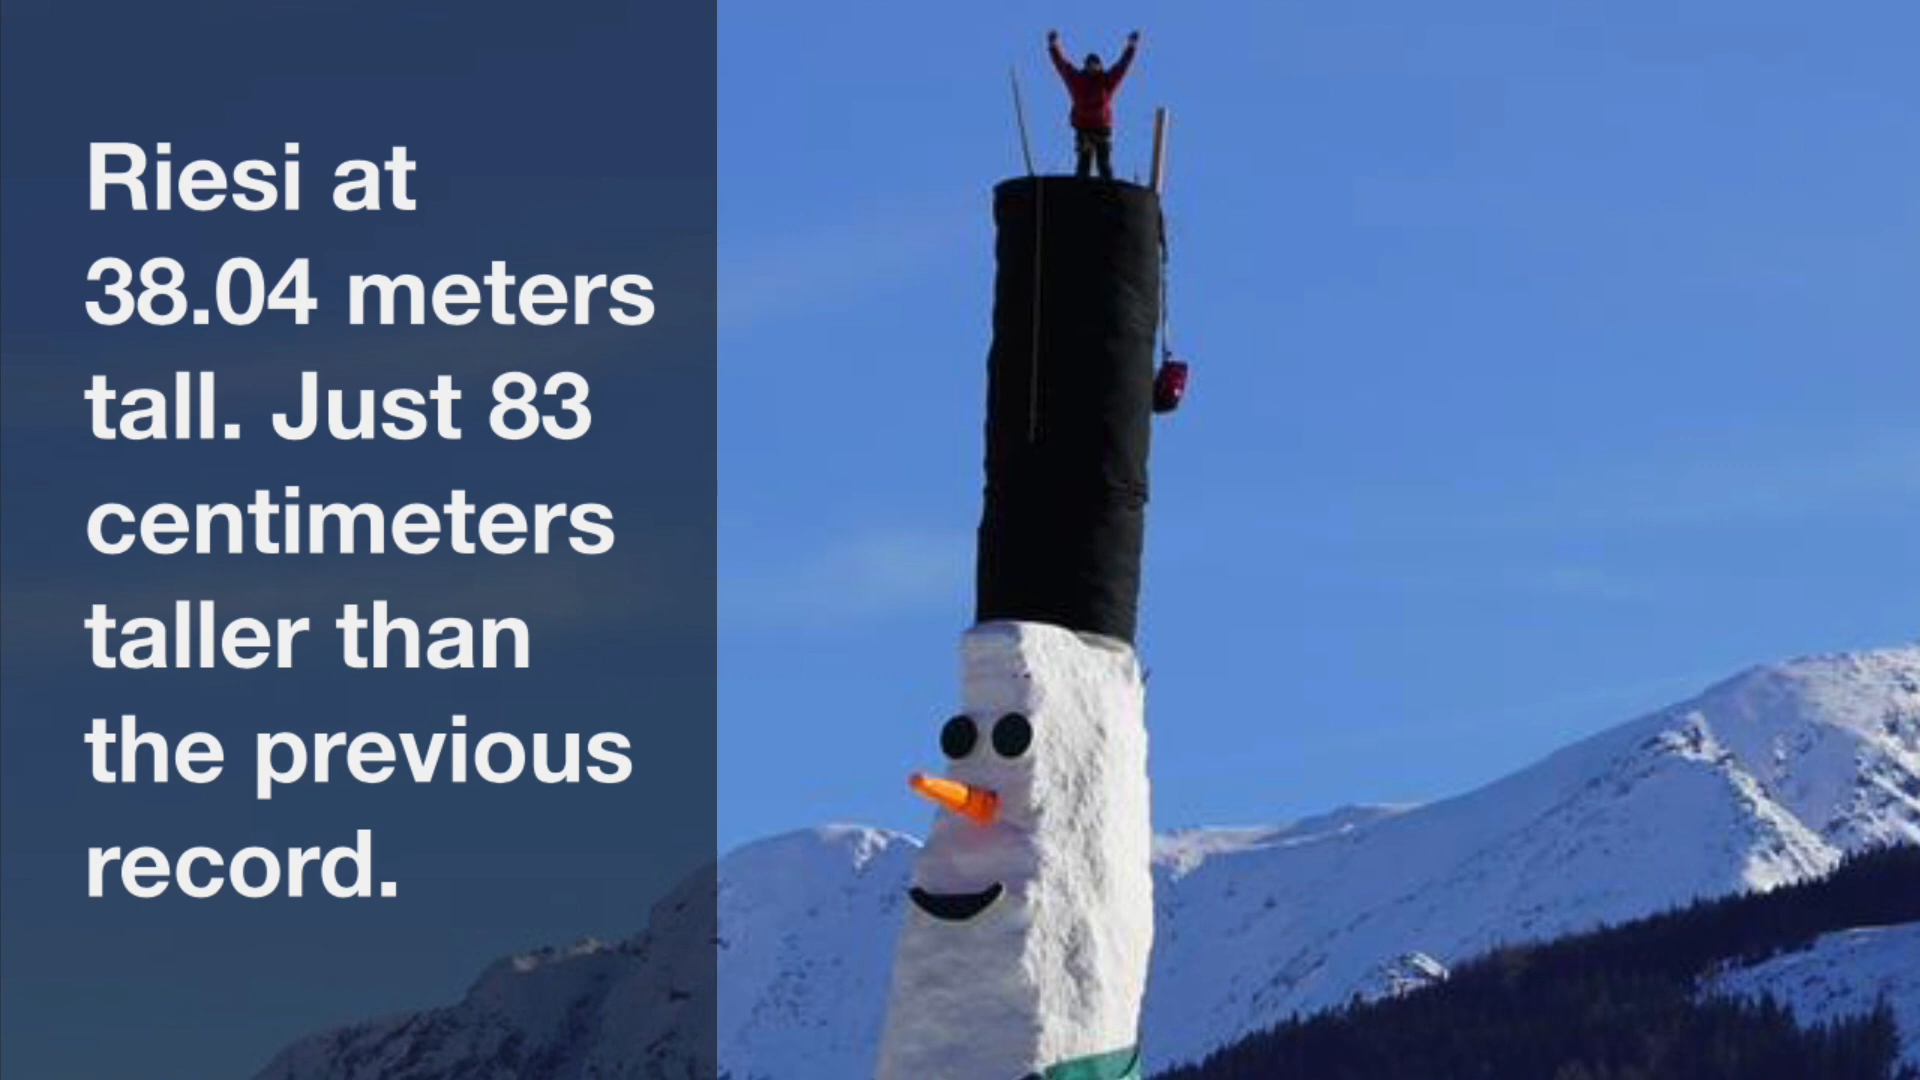 Riesi at
38.04 meters
tall. Just 83
centimeters
taller than
the previous
record.